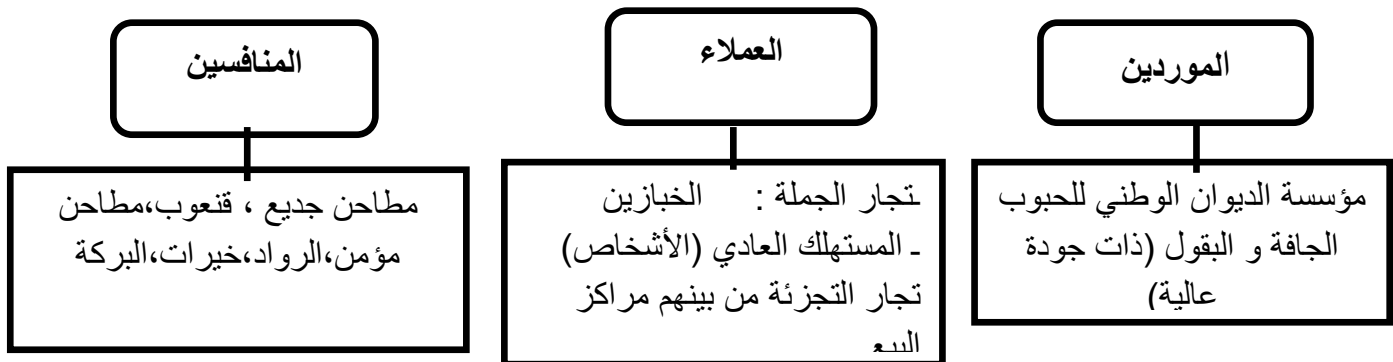 الموردين
مؤسسة الديوان الوطني للحبوب
الجافة و البقول (ذات جودة
عالية)
العملاء
تجار الجملة : الخبازين
ـ المستهلك العادي (الأشخاص)
تجار التجزئة من بينهم مراكز
البيع
المنافسين
مطاحن جديع ، قنعوب،مطاحن
مؤمن،الرواد،خيرات،البركة